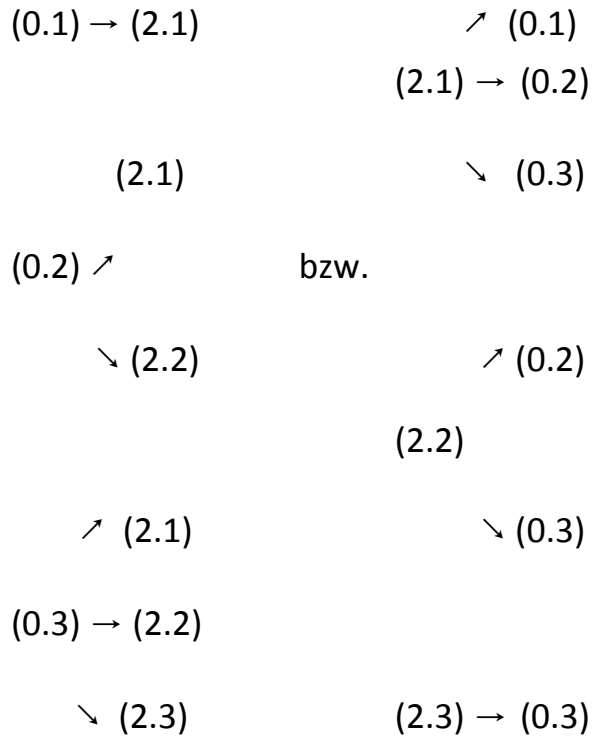 (0.1) → (2.1) ↗ (0.1)
(2.1) → (0.2)
(2.1) ↘ (0.3)
(0.2) ↗ bzw.
↘ (2.2) ↗ (0.2)
(2.2)
↗ (2.1) ↘ (0.3)
(0.3) → (2.2)
↘ (2.3) (2.3) → (0.3)